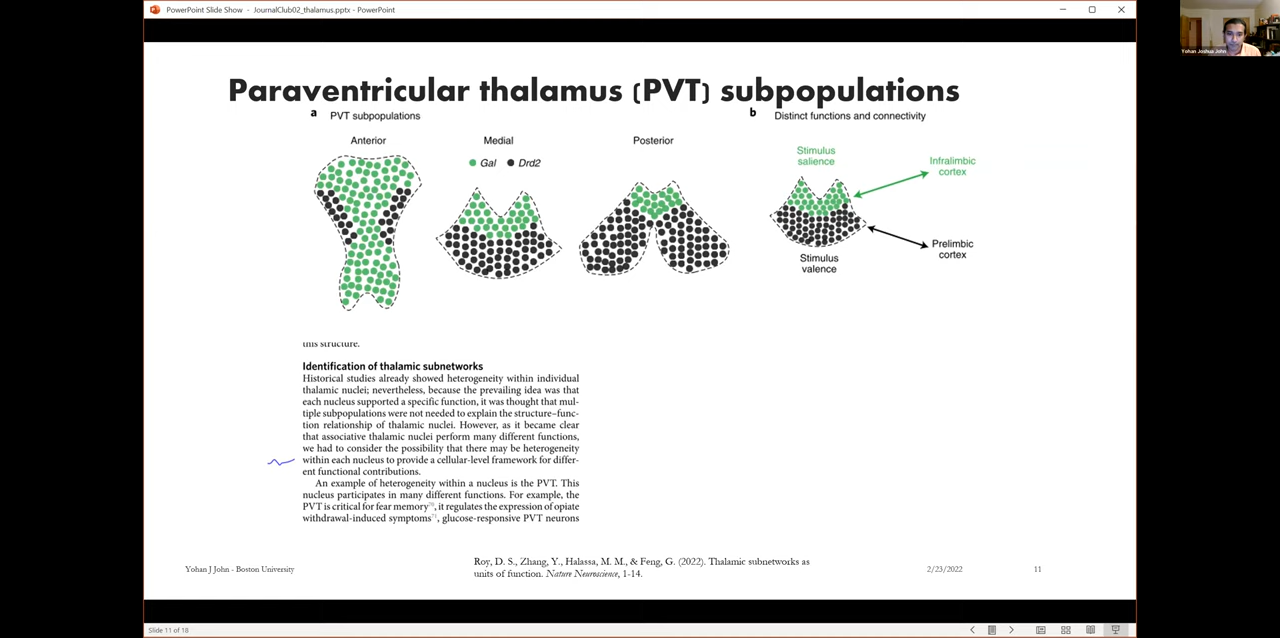 PowerPoint Slide Show - JournalClub02_thalamus.pptx - PowerPoint
Yohan Joshua John
Paraventricular thalamus (PVT) subpopulations
a PVT subpopulations
b Distinct functions and connectivity
Anterior
Medial
Posterior
Gal Drd2
Stimulus
salience
Infralimbic
cortex
Prelimbic
cortex
Stimulus
valence
this structure.
Identification of thalamic subnetworks
Historical studies already showed heterogeneity within individual
thalamic nuclei; nevertheless, because the prevailing idea was that
each nucleus supported a specific function, it was thought that mul-
tiple subpopulations were not needed to explain the structure–func-
tion relationship of thalamic nuclei. However, as it became clear
that associative thalamic nuclei perform many different functions,
we had to consider the possibility that there may be heterogeneity
within each nucleus to provide a cellular-level framework for differ-
ent functional contributions.
An example of heterogeneity within a nucleus is the PVT. This
nucleus participates in many different functions. For example, the
PVT is critical for fear memory, it regulates the expression of opiate
withdrawal-induced symptoms, glucose-responsive PVT neurons
Roy, D. S., Zhang, Y., Halassa, M. M., & Feng, G. (2022). Thalamic subnetworks as
units of function. Nature Neuroscience, 1-14.
Yohan J John - Boston University
2/23/2022
11
Slide 11 of 18